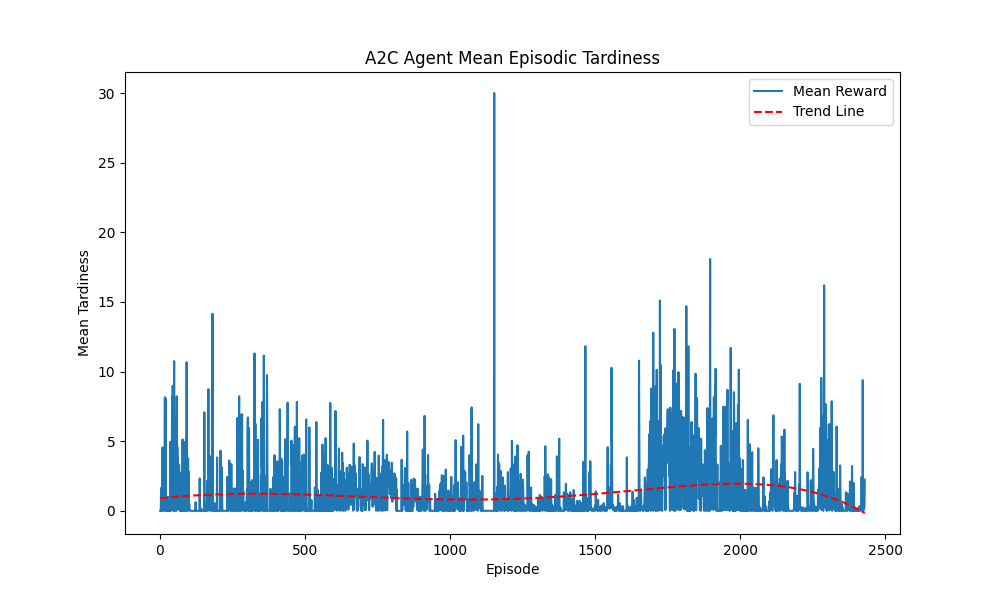 A2C Agent Mean Episodic Tardiness
Mean Reward
Trend Line
Mean Tardiness
30
25
20
15
10
5
0
0
500
1000
1500
2000
2500
Episode